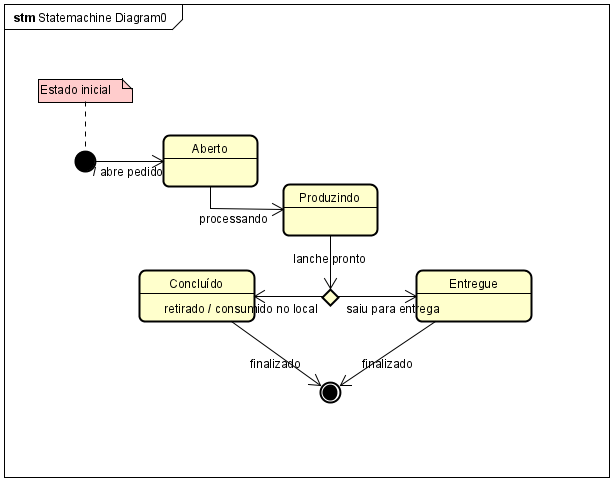 stm Statemachine Diagram0
Estado inicial
Aberto
/ abre pedido
Produzindo
processando
lanche pronto
Concluído
Entregue
retirado / consumido no local
saiu para entrega
finalizado
finalizado